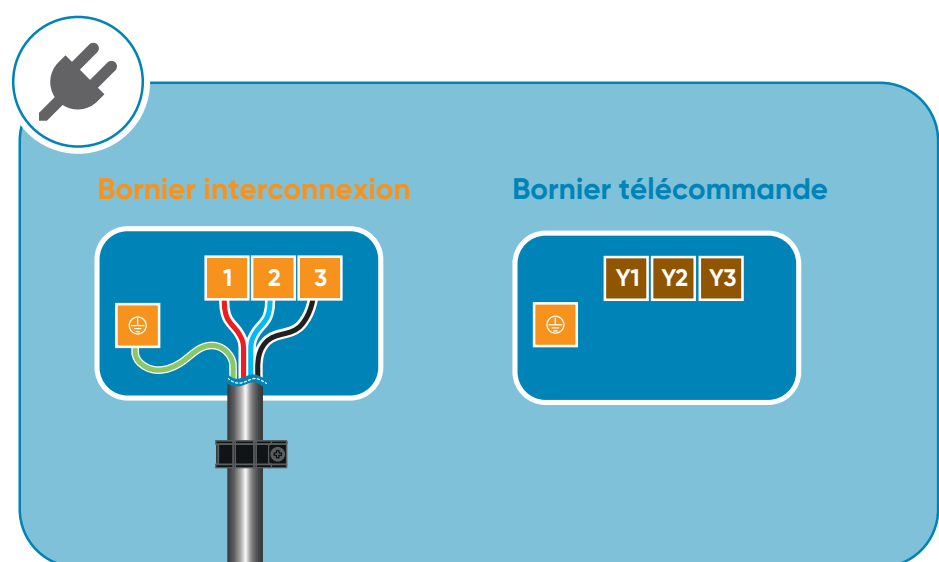 Bornier interconnexion
Bornier télécommande
1 2 3
Y1 Y2 Y3